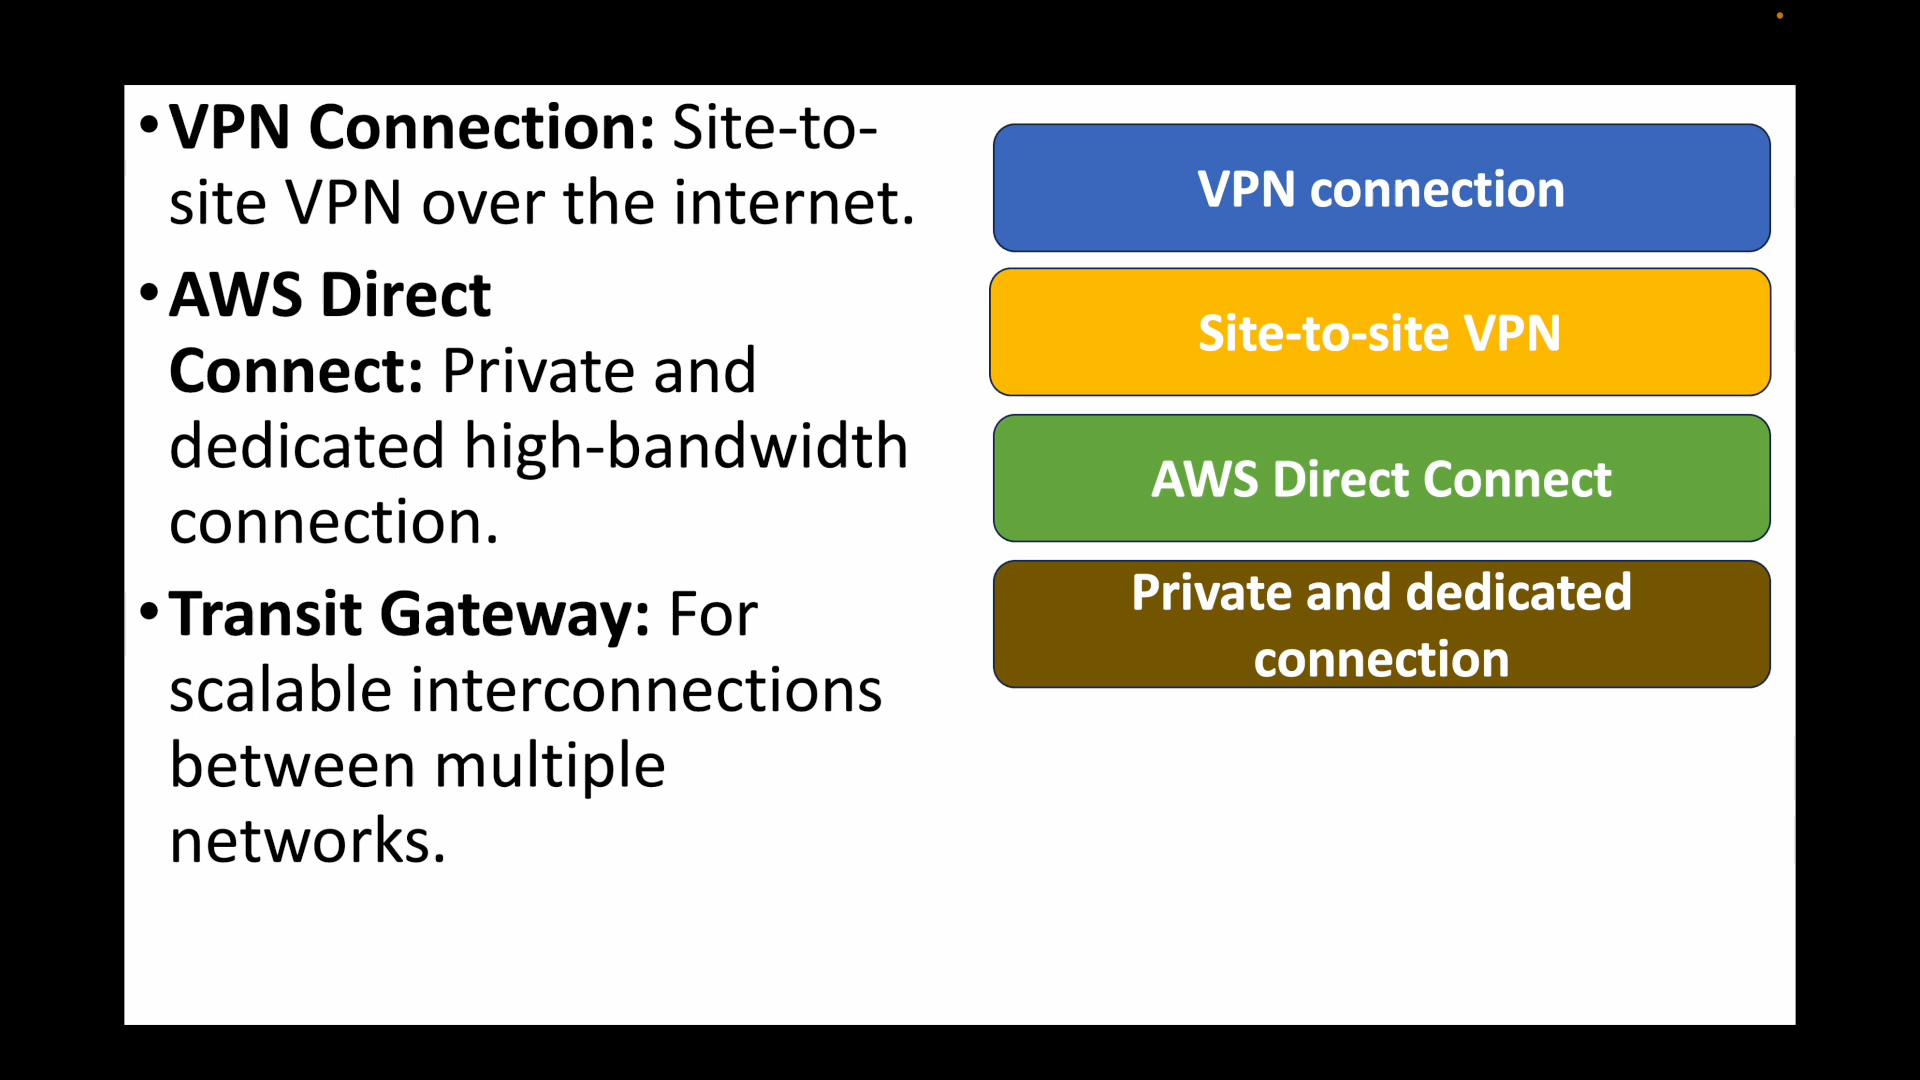 •VPN Connection: Site-to-
site VPN over the internet.
•AWS Direct
Connect: Private and
dedicated high-bandwidth
connection.
•Transit Gateway: For
scalable interconnections
between multiple
networks.
VPN connection
Site-to-site VPN
AWS Direct Connect
Private and dedicated
connection